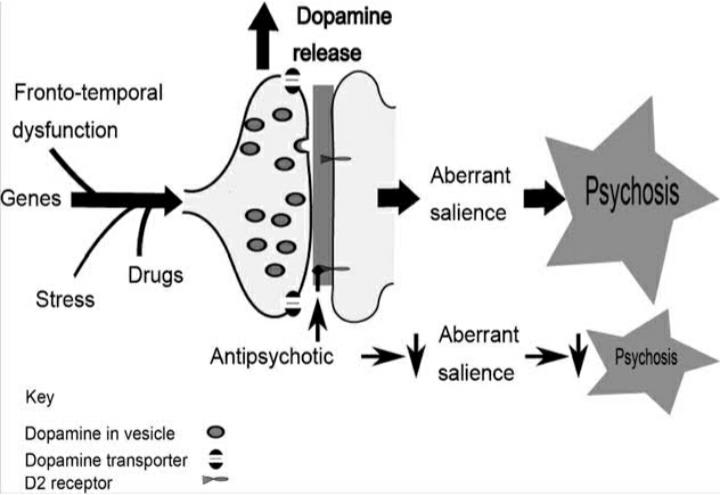 Dopamine
release
Fronto-temporal
dysfunction
Genes
Stress
Drugs
Aberrant
salience
Psychosis
Antipsychotic
Aberrant
salience
Psychosis
Key
Dopamine in vesicle
Dopamine transporter
D2 receptor